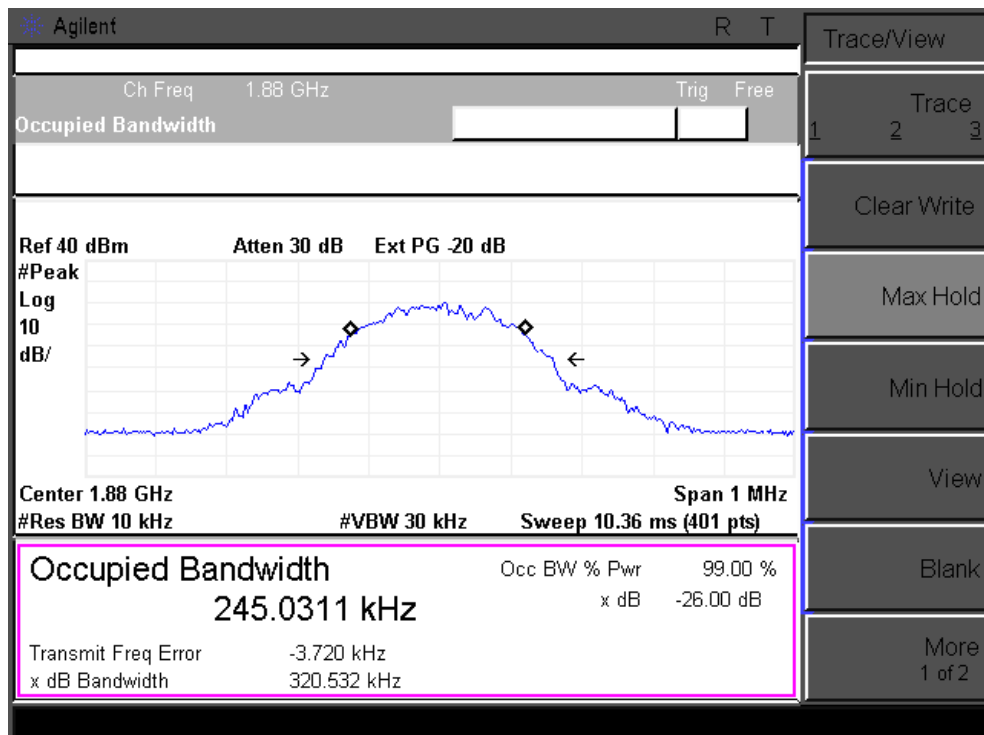 Agilent R T
Ch Freq 1.88 GHz Trig Free
Occupied Bandwidth
Ref 40 dBm Atten 30 dB Ext PG -20 dB
#Peak
Log
10
dB/
Center 1.88 GHz Span 1 MHz
#Res BW 10 kHz #VBW 30 kHz Sweep 10.36 ms (401 pts)
Occupied Bandwidth
245.0311 kHz
Occ BW % Pwr 99.00 %
x dB -26.00 dB
Transmit Freq Error -3.720 kHz
x dB Bandwidth 320.532 kHz
Trace/View
Trace
1 2 3
Clear Write
Max Hold
Min Hold
View
Blank
More
1 of 2